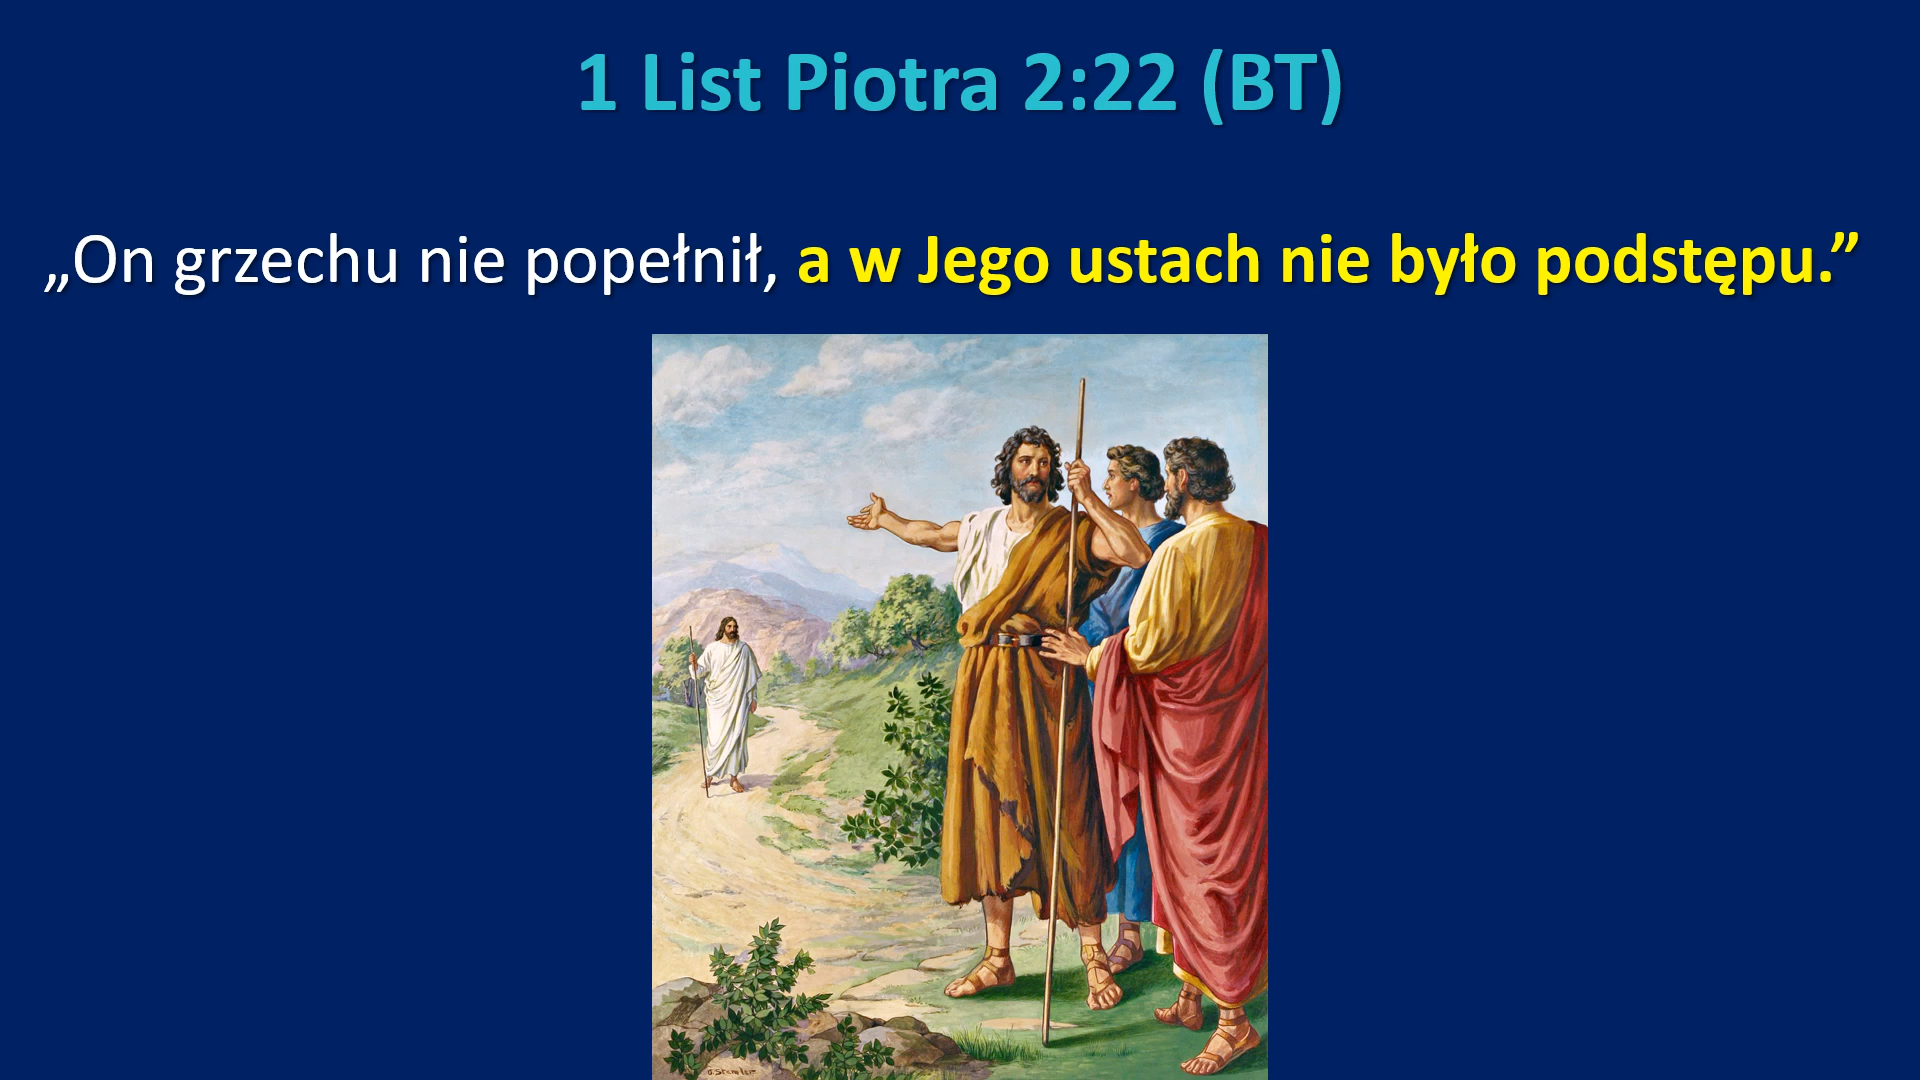 1 List Piotra 2:22 (BT)
„On grzechu nie popełnił, a w Jego ustach nie było podstępu.”